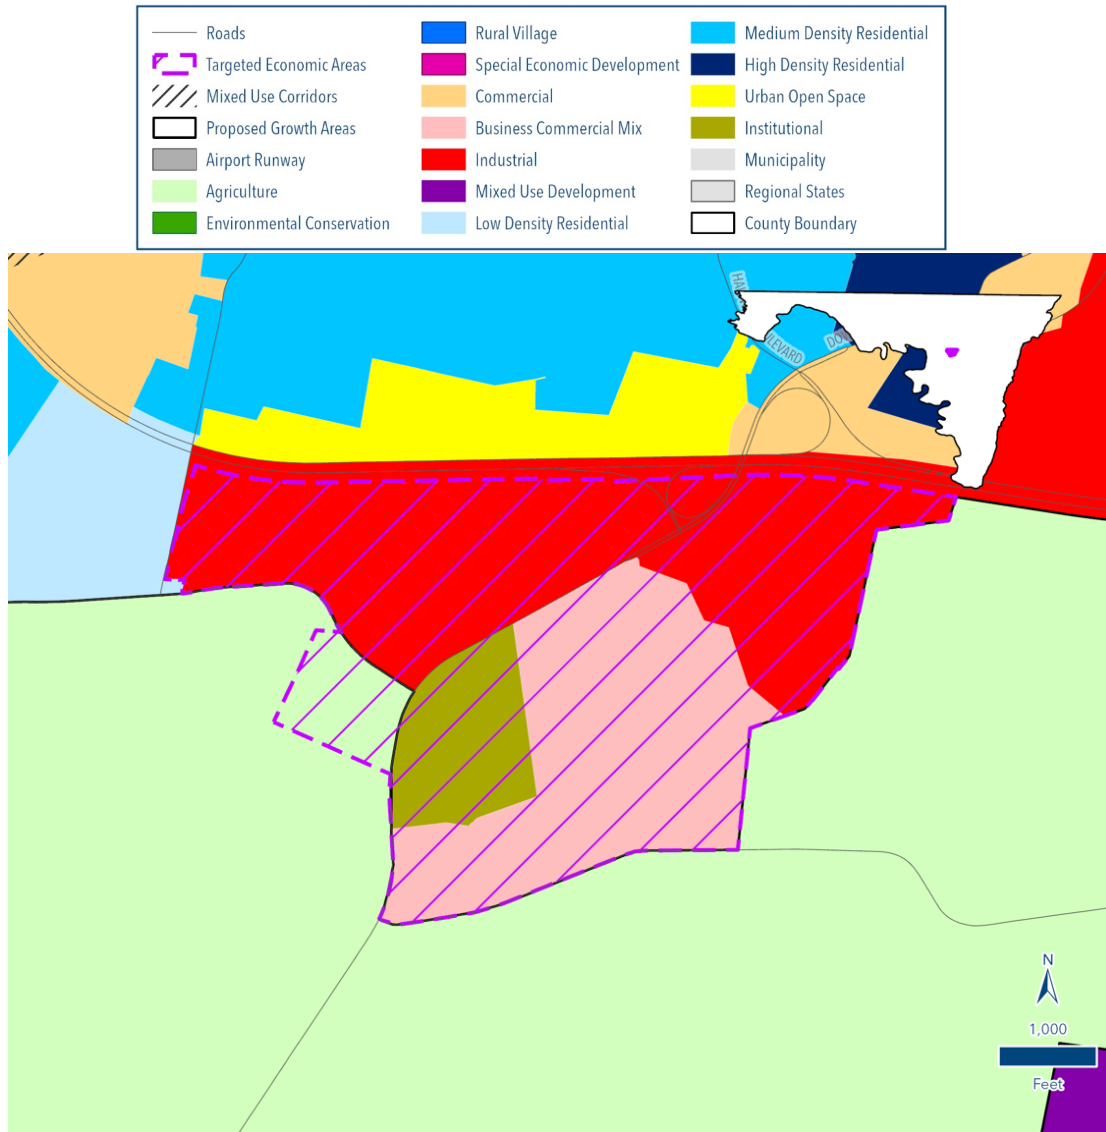 Roads
Targeted Economic Areas
Mixed Use Corridors
Proposed Growth Areas
Airport Runway
Agriculture
Environmental Conservation
Rural Village
Special Economic Development
Commercial
Business Commercial Mix
Industrial
Mixed Use Development
Low Density Residential
Medium Density Residential
High Density Residential
Urban Open Space
Institutional
Municipality
Regional States
County Boundary
N
1,000
Feet